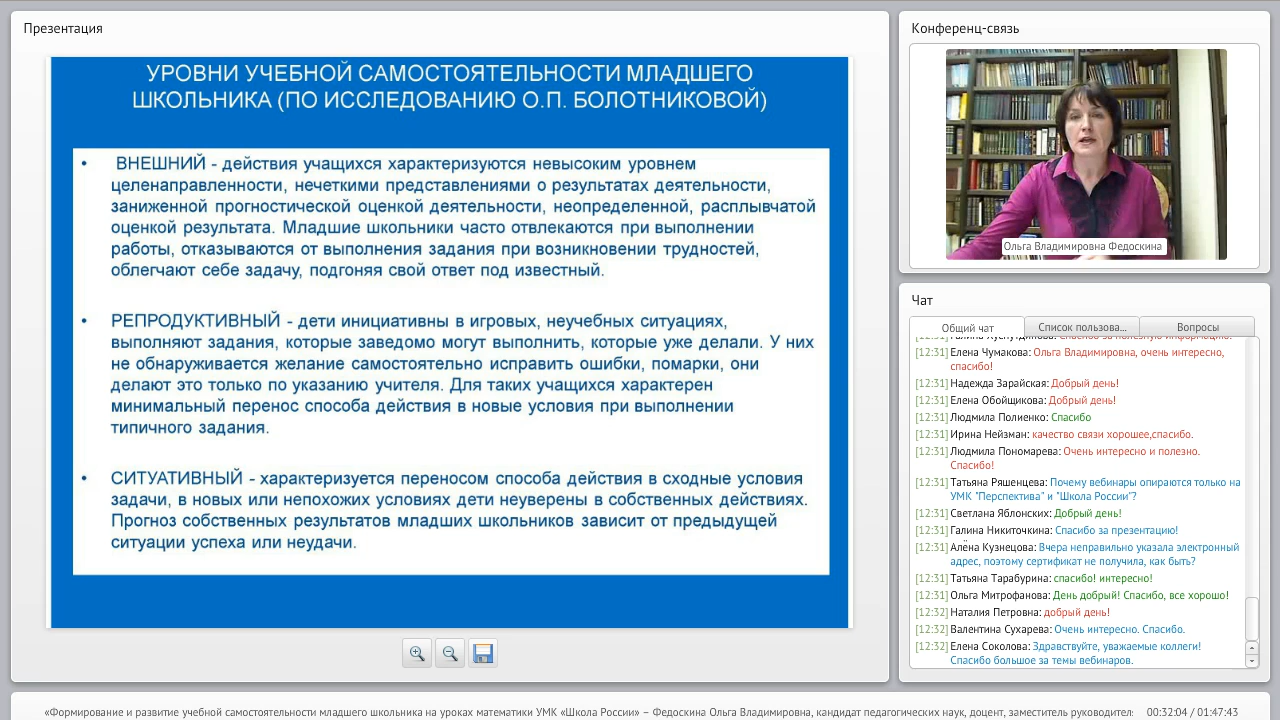 Презентация
УРОВНИ УЧЕБНОЙ САМОСТОЯТЕЛЬНОСТИ МЛАДШЕГО
ШКОЛЬНИКА (ПО ИССЛЕДОВАНИЮ О.П. БОЛОТНИКОВОЙ)
• ВНЕШНИЙ - действия учащихся характеризуются невысоким уровнем
целенаправленности, нечеткими представлениями о результатах деятельности,
заниженной прогностической оценкой деятельности, неопределенной, расплывчатой
оценкой результата. Младшие школьники часто отвлекаются при выполнении
работы, отказываются от выполнения задания при возникновении трудностей,
облегчают себе задачу, подгоняя свой ответ под известный.
• РЕПРОДУКТИВНЫЙ - дети инициативны в игровых, неучебных ситуациях,
выполняют задания, которые заведомо могут выполнить, которые уже делали. У них
не обнаруживается желание самостоятельно исправить ошибки, помарки, они
делают это только по указанию учителя. Для таких учащихся характерен
минимальный перенос способа действия в новые условия при выполнении
типичного задания.
• СИТУАТИВНЫЙ - характеризуется переносом способа действия в сходные условия
задачи, в новых или непохожих условиях дети неуверены в собственных действиях.
Прогноз собственных результатов младших школьников зависит от предыдущей
ситуации успеха или неудачи.
Конференц-связь
Ольга Владимировна Федоскина
Чат
Общий чат
Список пользова...
Вопросы
[12:31] Елена Чумакова: Ольга Владимировна, очень интересно,
спасибо!
[12:31] Надежда Зарайская: Добрый день!
[12:31] Елена Обойщикова: Добрый день!
[12:31] Людмила Полиенко: Спасибо
[12:31] Ирина Нейзман: качество связи хорошее,спасибо.
[12:31] Людмила Пономарева: Очень интересно и полезно.
Спасибо!
[12:31] Татьяна Ряшенцева: Почему вебинары опираются только на
УМК "Перспектива" и "Школа России"?
[12:31] Светлана Яблонских: Добрый день!
[12:31] Галина Никиточкина: Спасибо за презентацию!
[12:31] Алёна Кузнецова: Вчера неправильно указала электронный
адрес, поэтому сертификат не получила, как быть?
[12:31] Татьяна Тарабурина: спасибо! интересно!
[12:31] Ольга Митрофанова: День добрый! Спасибо, все хорошо!
[12:32] Наталия Петровна: добрый день!
[12:32] Валентина Сухарева: Очень интересно. Спасибо.
[12:32] Елена Соколова: Здравствуйте, уважаемые коллеги!
Спасибо большое за темы вебинаров.
«Формирование и развитие учебной самостоятельности младшего школьника на уроках математики УМК «Школа России» – Федоскина Ольга Владимировна, кандидат педагогических наук, доцент, заместитель руководител 00:32:04 / 01:47:43